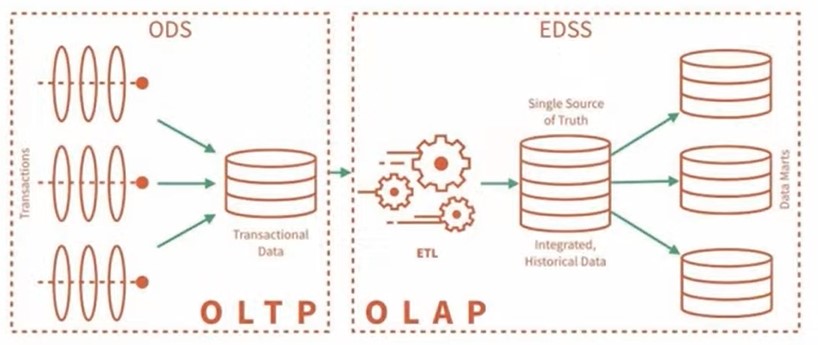 ODS
Transactions
Transactional
Data
OLTP
EDSS
ETL
Single Source
of Truth
Integrated,
Historical Data
Data Marts
OLAP